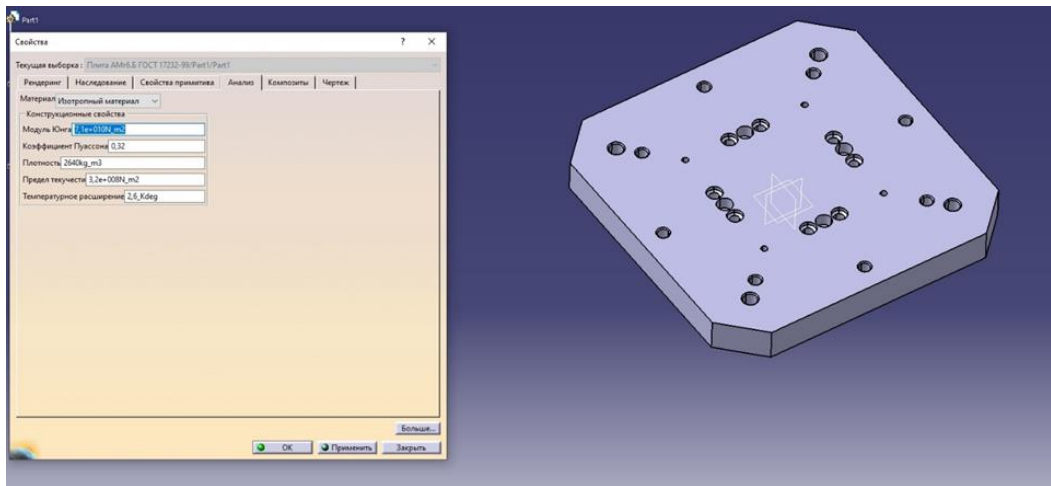 Part1
Свойства ? ×
Текущая выборка : Плита АМг6.Б ГОСТ 17232-99/Part1/Part1
Рендеринг Наследование Свойства примитива Анализ Композиты Чертеж
Материал Изотропный материал
Конструкционные свойства
Модуль Юнга 7,1e+010N_m2
Коэффициент Пуассона 0,32
Плотность 2640kg_m3
Предел текучести 3,2e+008N_m2
Температурное расширение 2,6_Kdeg
Больше...
OK Применить Закрыть